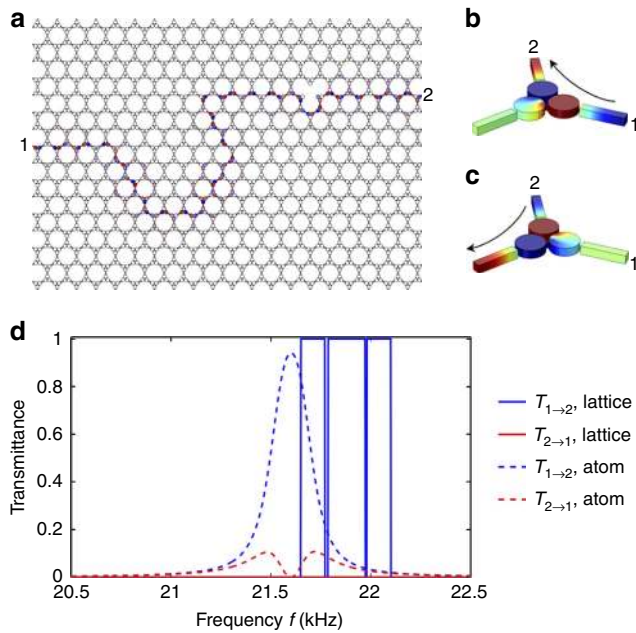 a
1
2
b
2
1
c
2
1
d
Transmittance
1
0.8
0.6
0.4
0.2
0
20.5 21 21.5 22 22.5
Frequency f (kHz)
T1→2, lattice
T2→1, lattice
T1→2, atom
T2→1, atom